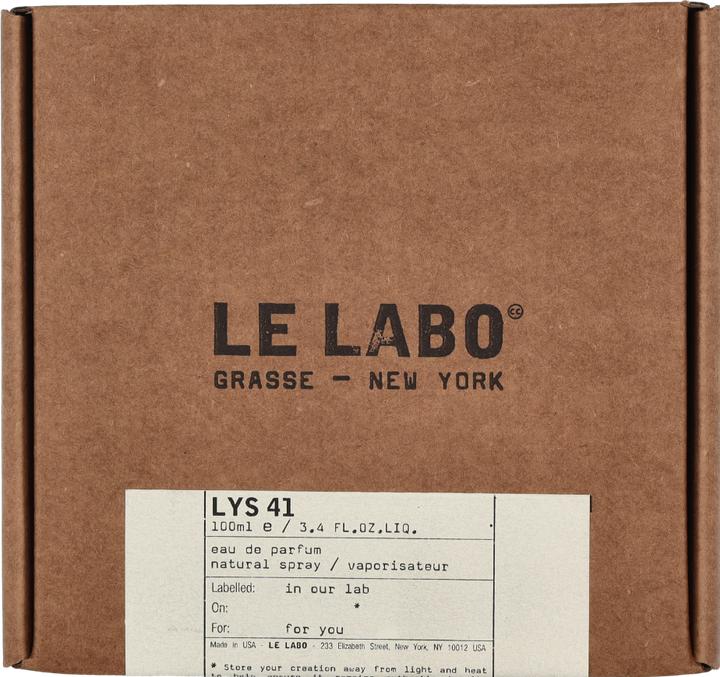 LE LABO
GRASSE — NEW YORK
LYS 41
100ml e / 3.4 FL.OZ.LIQ.
eau de parfum
natural spray / vaporisateur
Labelled: in our lab
On: *
For: for you
Made in USA - LE LABO - 233 Elizabeth Street, New York, NY 10012 USA
* Store your creation away from light and heat